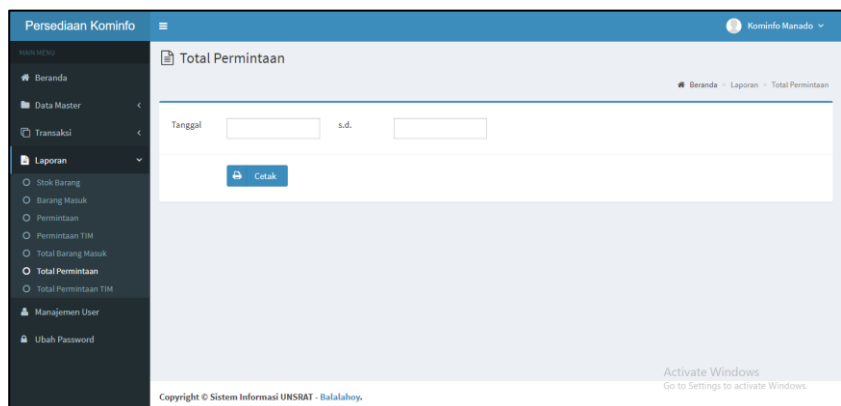 Persediaan Kominfo
Kominfo Manado
MAIN MENU
Total Permintaan
Beranda
Beranda > Laporan > Total Permintaan
Data Master
Tanggal s.d.
Transaksi
Laporan
Cetak
Stok Barang
Barang Masuk
Permintaan
Permintaan TIM
Total Barang Masuk
Total Permintaan
Total Permintaan TIM
Manajemen User
Ubah Password
Activate Windows
Go to Settings to activate Windows.
Copyright © Sistem Informasi UNSRAT - Balalahoy.